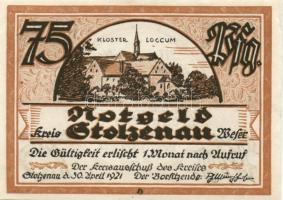 75 Pfg.
KLOSTER LOCCUM
Notgeld
Kreis Stolzenau Weser
Die Gültigkeit erlischt 1 Monat nach Aufruf
Der Kreisausschuß des Kreises
Stolzenau d. 30. April 1921 Der Vorsitzende: